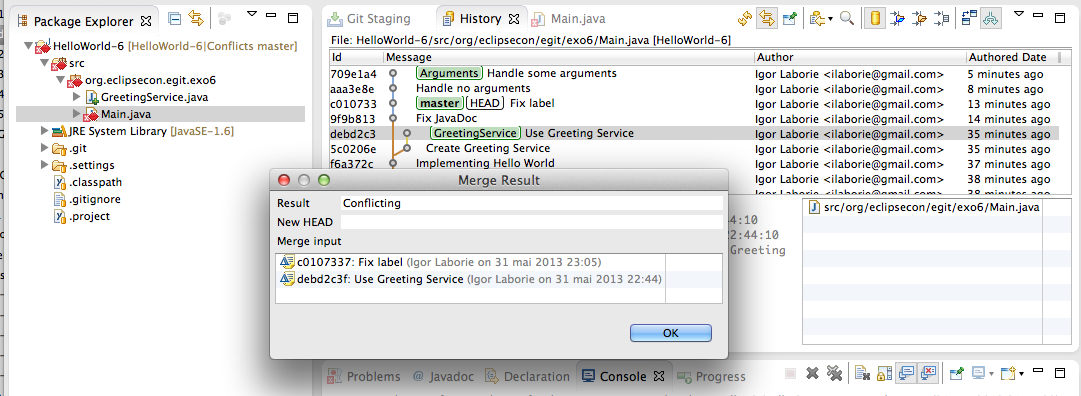 Package Explorer
HelloWorld-6 [HelloWorld-6|Conflicts master]
src
org.eclipsecon.egit.exo6
GreetingService.java
Main.java
JRE System Library [JavaSE-1.6]
.git
.settings
.classpath
.gitignore
.project
Git Staging History Main.java
File: HelloWorld-6/src/org/eclipsecon/egit/exo6/Main.java [HelloWorld-6]
Id Message Author Authored Date
709e1a4 Arguments Handle some arguments Igor Laborie <ilaborie@gmail.com> 5 minutes ago
aaa3e8e Handle no arguments Igor Laborie <ilaborie@gmail.com> 8 minutes ago
c010733 master HEAD Fix label Igor Laborie <ilaborie@gmail.com> 13 minutes ago
9f9b813 Fix JavaDoc Igor Laborie <ilaborie@gmail.com> 14 minutes ago
debd2c3 GreetingService Use Greeting Service Igor Laborie <ilaborie@gmail.com> 35 minutes ago
5c0206e Create Greeting Service Igor Laborie <ilaborie@gmail.com> 35 minutes ago
f6a372c Implementing Hello World Igor Laborie <ilaborie@gmail.com> 37 minutes ago
Igor Laborie <ilaborie@gmail.com> 38 minutes ago
Igor Laborie <ilaborie@gmail.com> 38 minutes ago
Merge Result
Result Conflicting
New HEAD
Merge input
c0107337: Fix label (Igor Laborie on 31 mai 2013 23:05)
debd2c3f: Use Greeting Service (Igor Laborie on 31 mai 2013 22:44)
OK
4:10
2:44:10
Greeting
src/org/eclipsecon/egit/exo6/Main.java
Problems @ Javadoc Declaration Console Progress